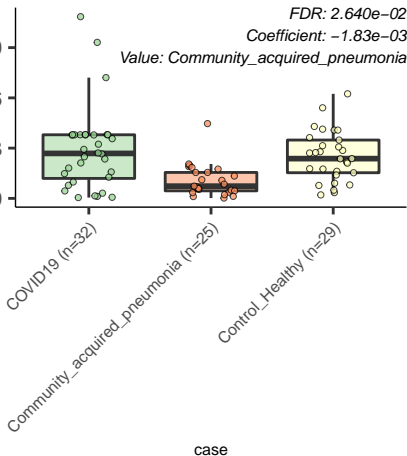 FDR: 2.640e−02
Coefficient: −1.83e−03
Value: Community_acquired_pneumonia
COVID19 (n=32)
Community_acquired_pneumonia (n=25)
Control_Healthy (n=29)
case